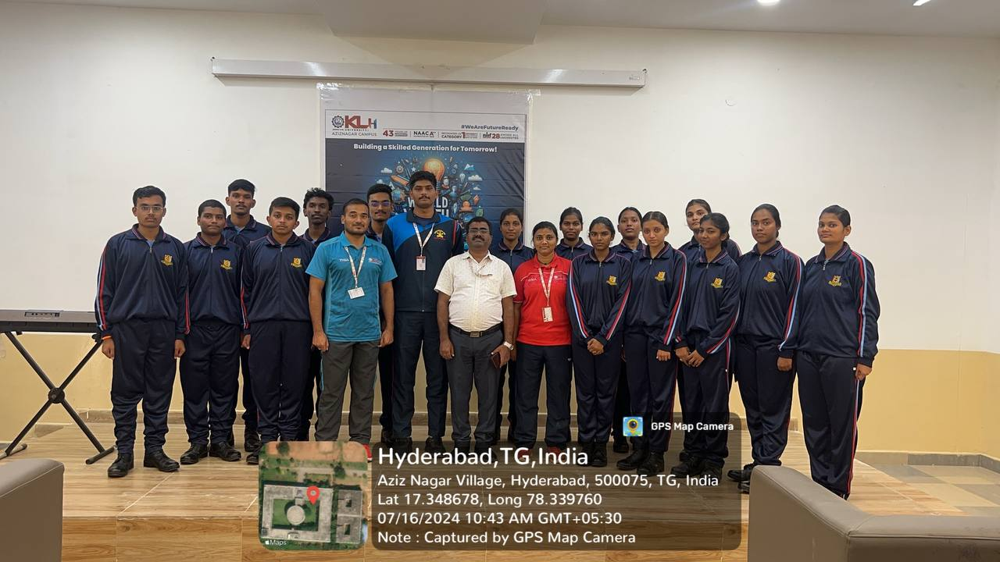 KLH
AZIZNAGAR CAMPUS
#WeAreFutureReady
43
NAAC A++
CATEGORY 1
nirf 28
Building a Skilled Generation for Tomorrow!
WORLD
GPS Map Camera
Hyderabad,TG,India
Aziz Nagar Village, Hyderabad, 500075, TG, India
Lat 17.348678, Long 78.339760
07/16/2024 10:43 AM GMT+05:30
Note : Captured by GPS Map Camera
Maps